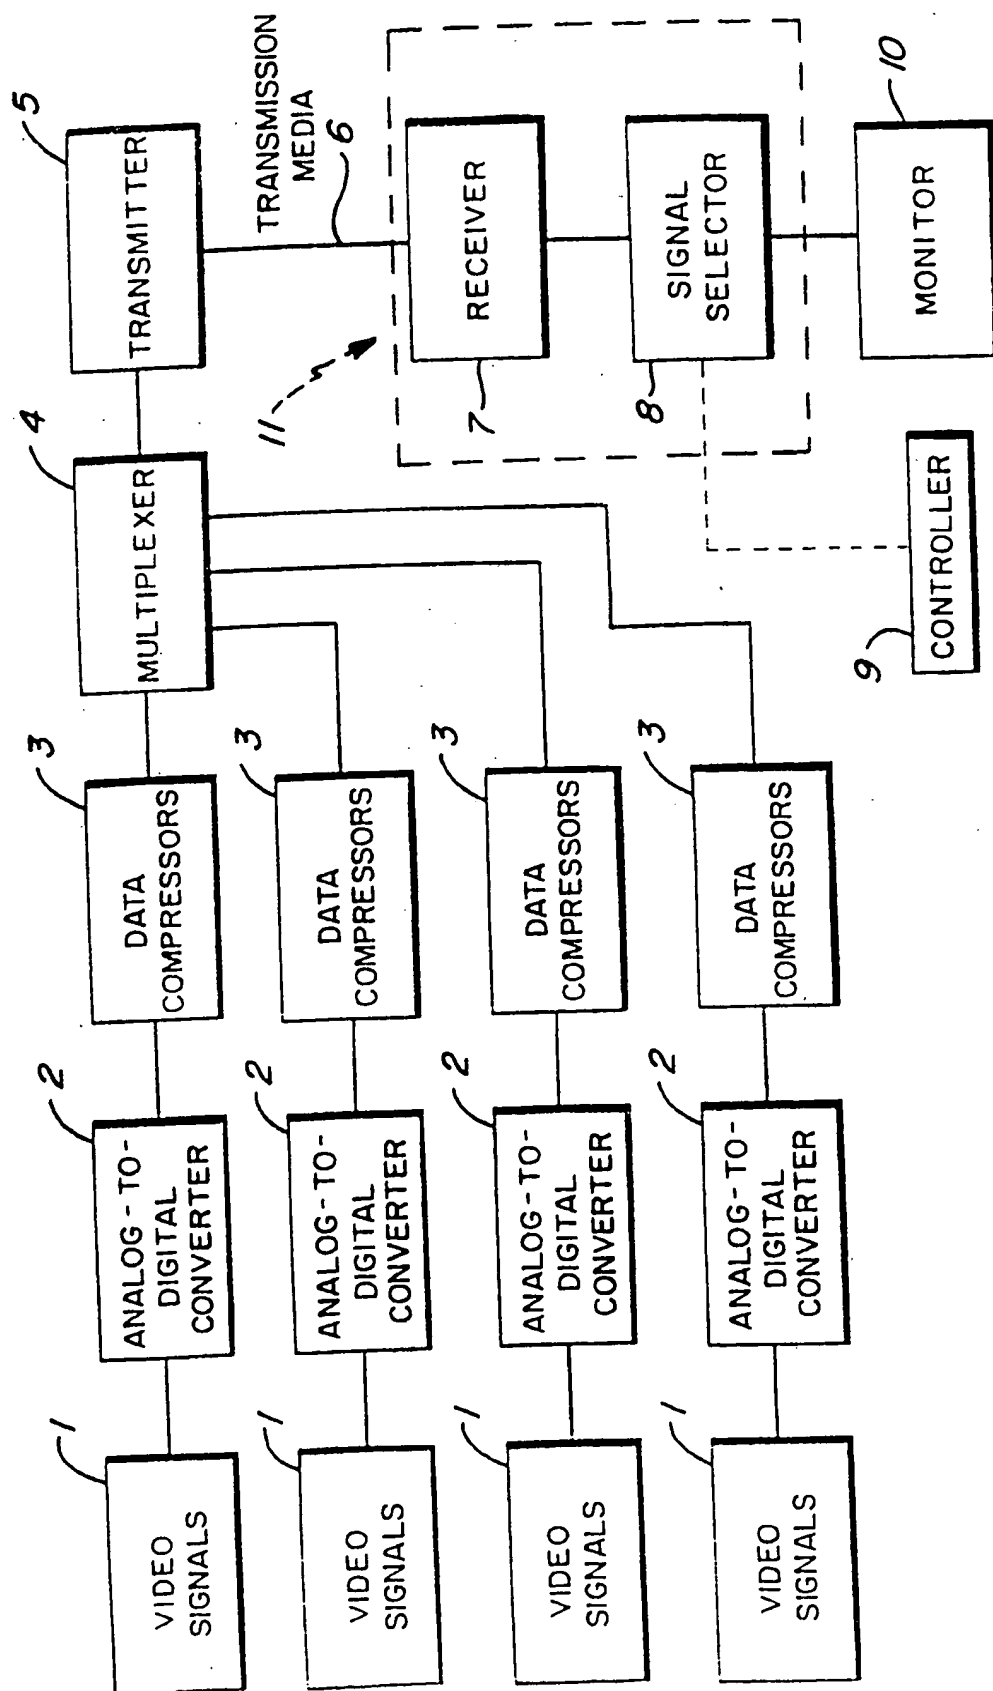 VIDEO
SIGNALS
1
ANALOG-TO-
DIGITAL
CONVERTER
2
DATA
COMPRESSORS
3
MULTIPLEXER
4
TRANSMITTER
5
VIDEO
SIGNALS
1
ANALOG-TO-
DIGITAL
CONVERTER
2
DATA
COMPRESSORS
3
TRANSMISSION
MEDIA
6
VIDEO
SIGNALS
1
ANALOG-TO-
DIGITAL
CONVERTER
2
DATA
COMPRESSORS
3
11
RECEIVER
7
VIDEO
SIGNALS
1
ANALOG-TO-
DIGITAL
CONVERTER
2
DATA
COMPRESSORS
3
SIGNAL
SELECTOR
8
CONTROLLER
9
MONITOR
10